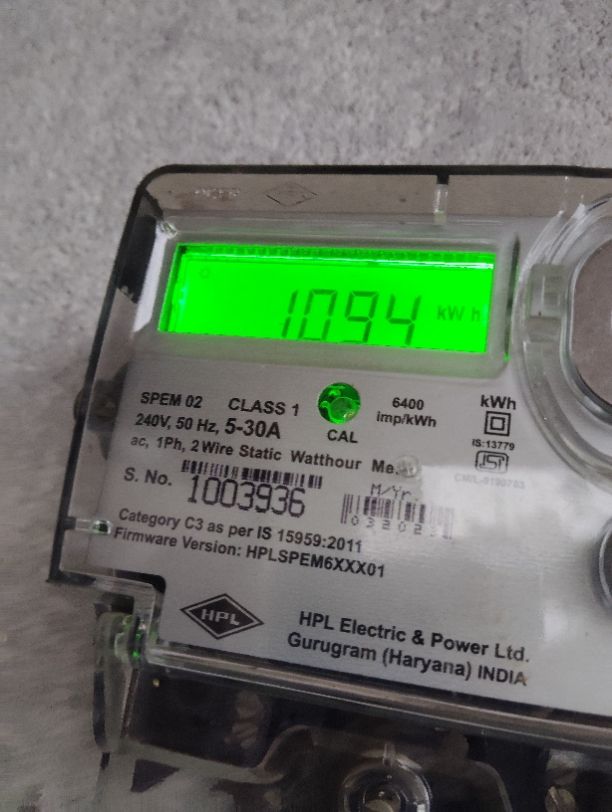 1094 kWh
SPEM 02 CLASS 1
6400
imp/kWh
kWh
240V, 50 Hz, 5-30A
CAL
IS:13779
ac, 1Ph, 2 Wire Static Watthour
ISI
S. No. 1003936
M/Yr.
Category C3 as per IS 15959:2011
Firmware Version: HPLSPEM6XXX01
HPL
HPL Electric & Power Ltd.
Gurugram (Haryana) INDIA